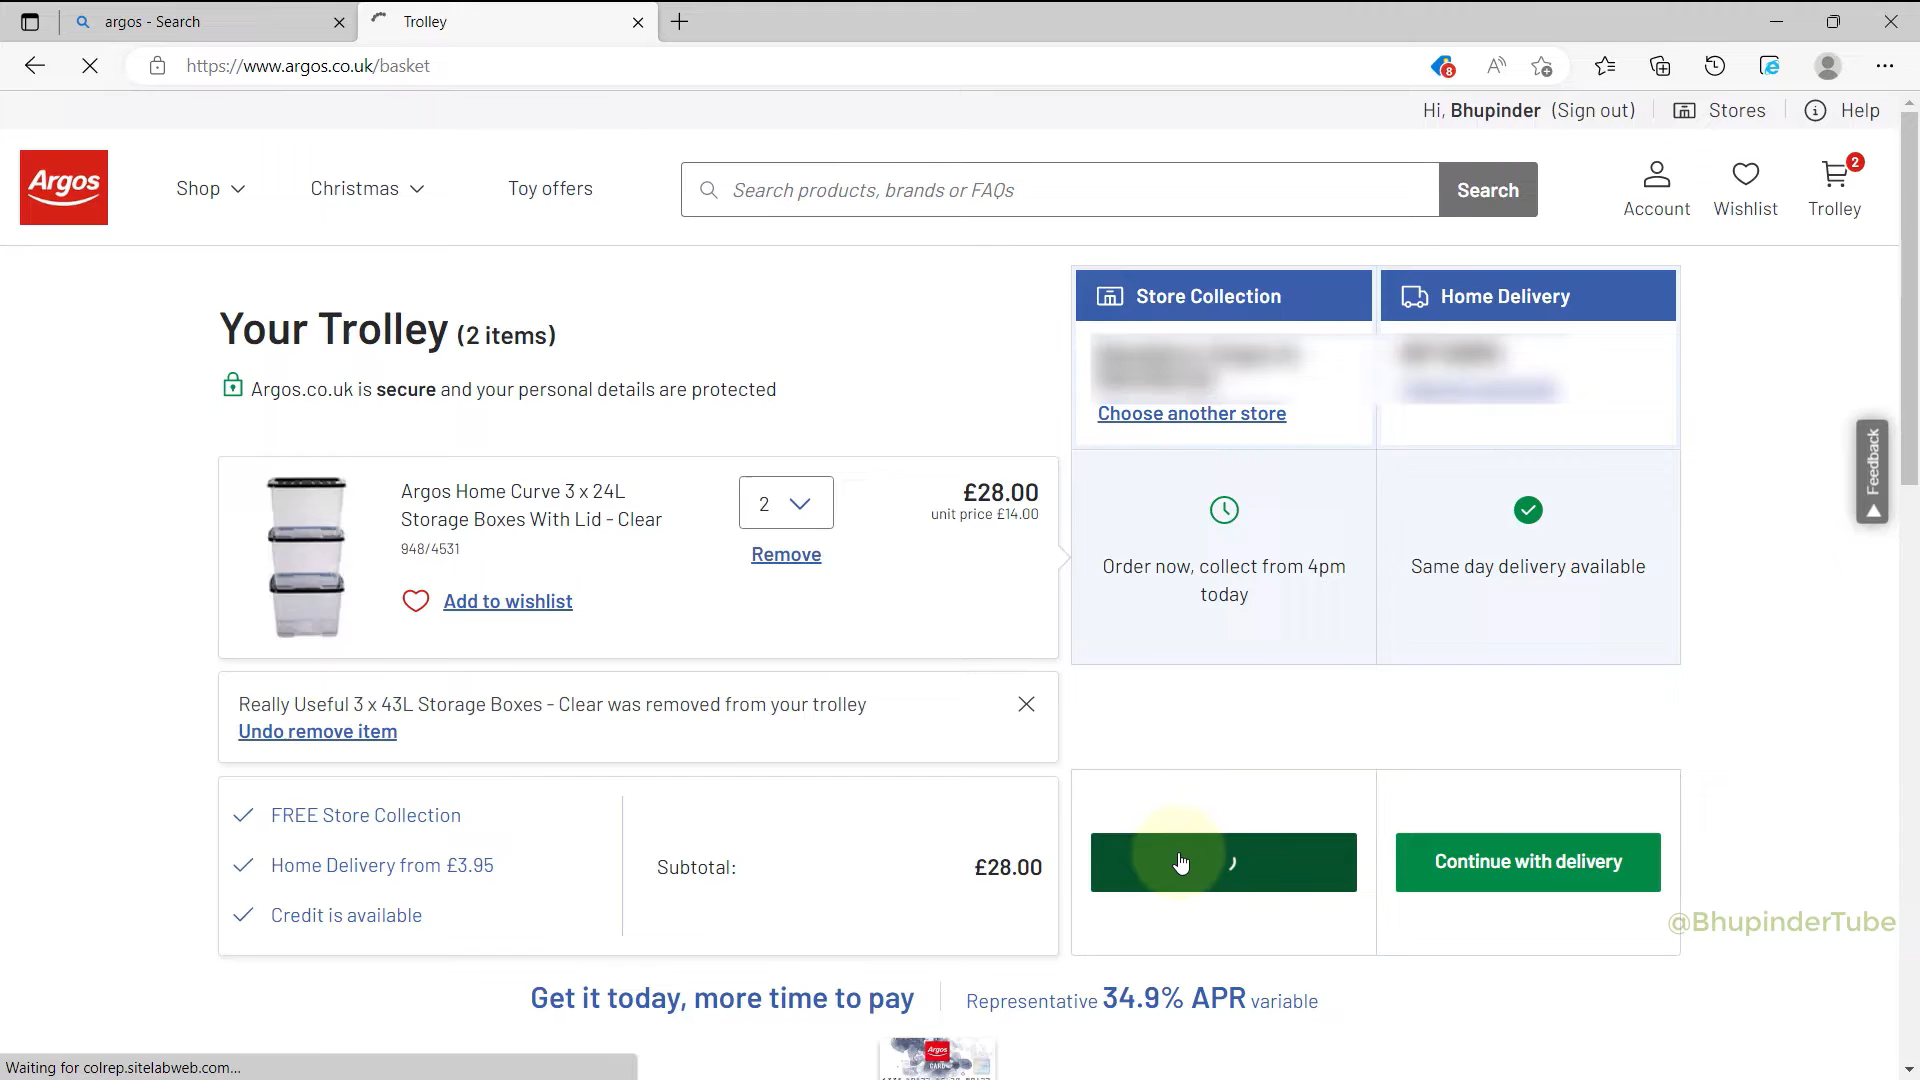 argos - Search
Trolley
https://www.argos.co.uk/basket
8
Hi, Bhupinder (Sign out)
Stores
Help
Argos
Shop
Christmas
Toy offers
Search products, brands or FAQs
Search
Account
Wishlist
2
Trolley
Your Trolley (2 items)
Argos.co.uk is secure and your personal details are protected
Store Collection
Home Delivery
Choose another store
Feedback
Argos Home Curve 3 x 24L
Storage Boxes With Lid - Clear
948/4531
Add to wishlist
2
Remove
£28.00
unit price £14.00
Order now, collect from 4pm
today
Same day delivery available
Really Useful 3 x 43L Storage Boxes - Clear was removed from your trolley
Undo remove item
FREE Store Collection
Home Delivery from £3.95
Credit is available
Subtotal:
£28.00
Continue with delivery
@BhupinderTube
Get it today, more time to pay
Representative 34.9% APR variable
Argos
CARD
Waiting for colrep.sitelabweb.com...